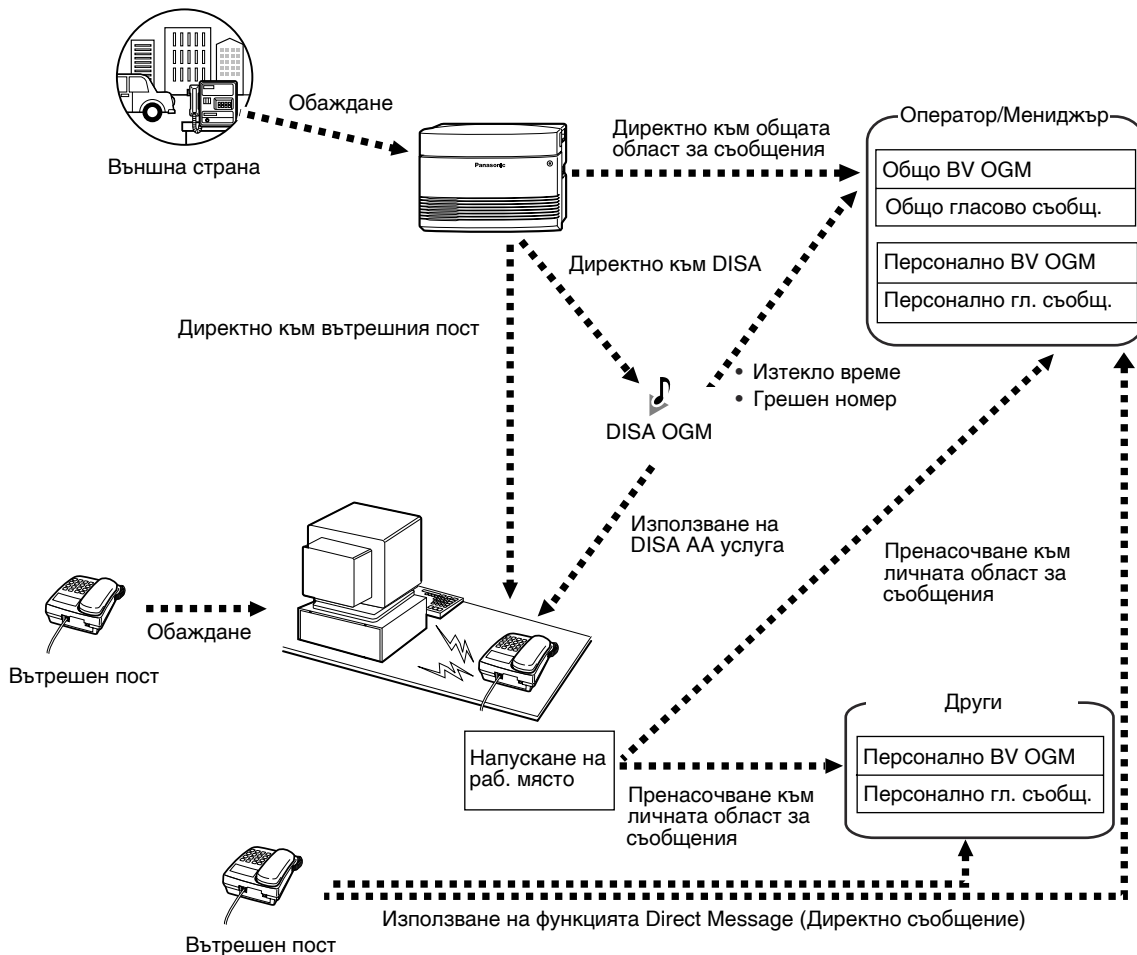 Обаждане
Външна страна
Panasonic
Директно към общата
област за съобщения
Оператор/Мениджър
Общо BV OGM
Общо гласово съобщ.
Персонално BV OGM
Персонално гл. съобщ.
Директно към DISA
Директно към вътрешния пост
• Изтекло време
• Грешен номер
DISA OGM
Използване на
DISA AA услуга
Пренасочване към
личната област за
съобщения
Обаждане
Вътрешен пост
Напускане на
раб. място
Други
Персонално BV OGM
Персонално гл. съобщ.
Пренасочване към
личната област за
съобщения
Използване на функцията Direct Message (Директно съобщение)
Вътрешен пост